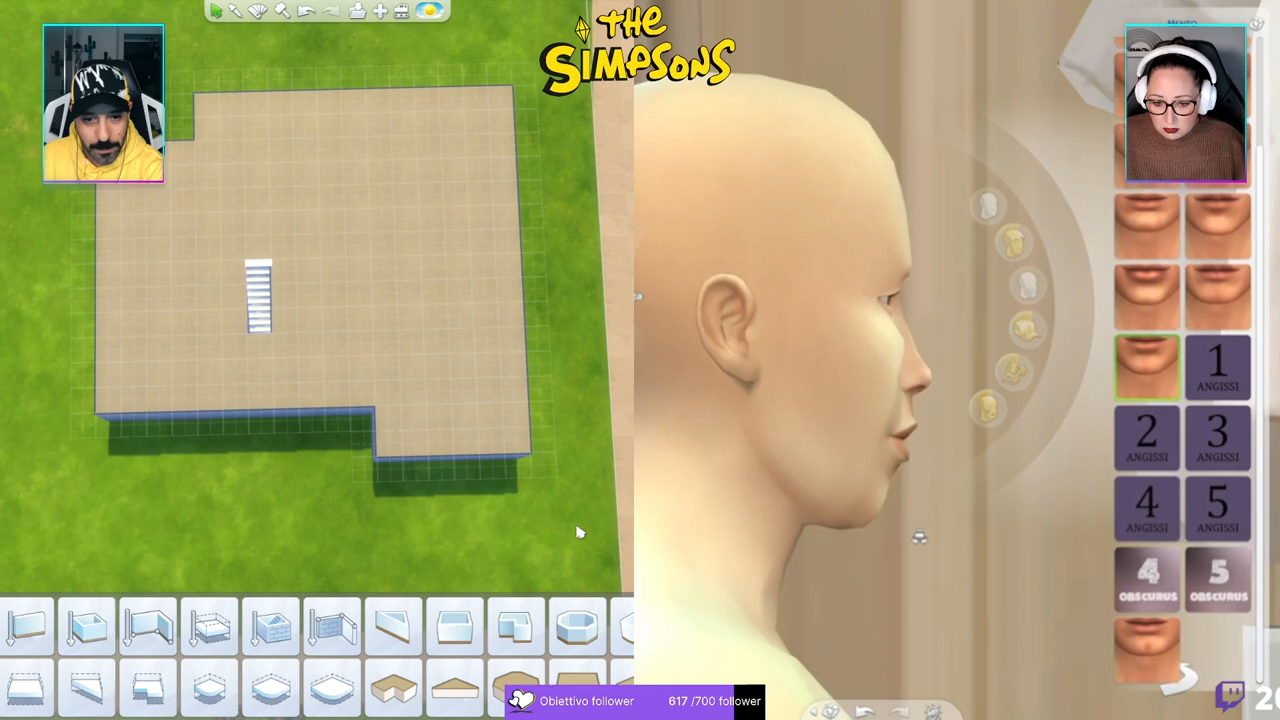 THE
SIMPSONS
MENTO
1
ANGISSI
2
ANGISSI
3
ANGISSI
4
ANGISSI
5
ANGISSI
4
OBSCURUS
5
OBSCURUS
Obiettivo follower 617 /700 follower